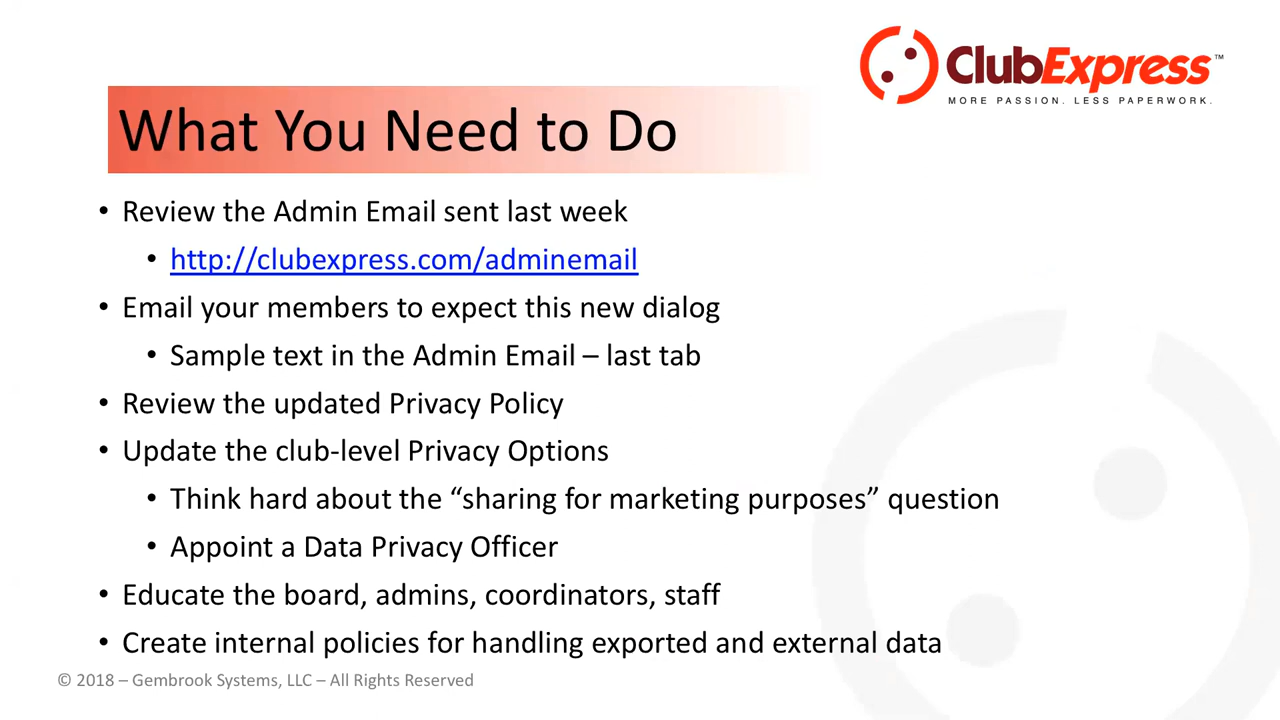 ClubExpress™
MORE PASSION. LESS PAPERWORK.
What You Need to Do
• Review the Admin Email sent last week
• http://clubexpress.com/adminemail
• Email your members to expect this new dialog
• Sample text in the Admin Email – last tab
• Review the updated Privacy Policy
• Update the club-level Privacy Options
• Think hard about the “sharing for marketing purposes” question
• Appoint a Data Privacy Officer
• Educate the board, admins, coordinators, staff
• Create internal policies for handling exported and external data
© 2018 – Gembrook Systems, LLC – All Rights Reserved